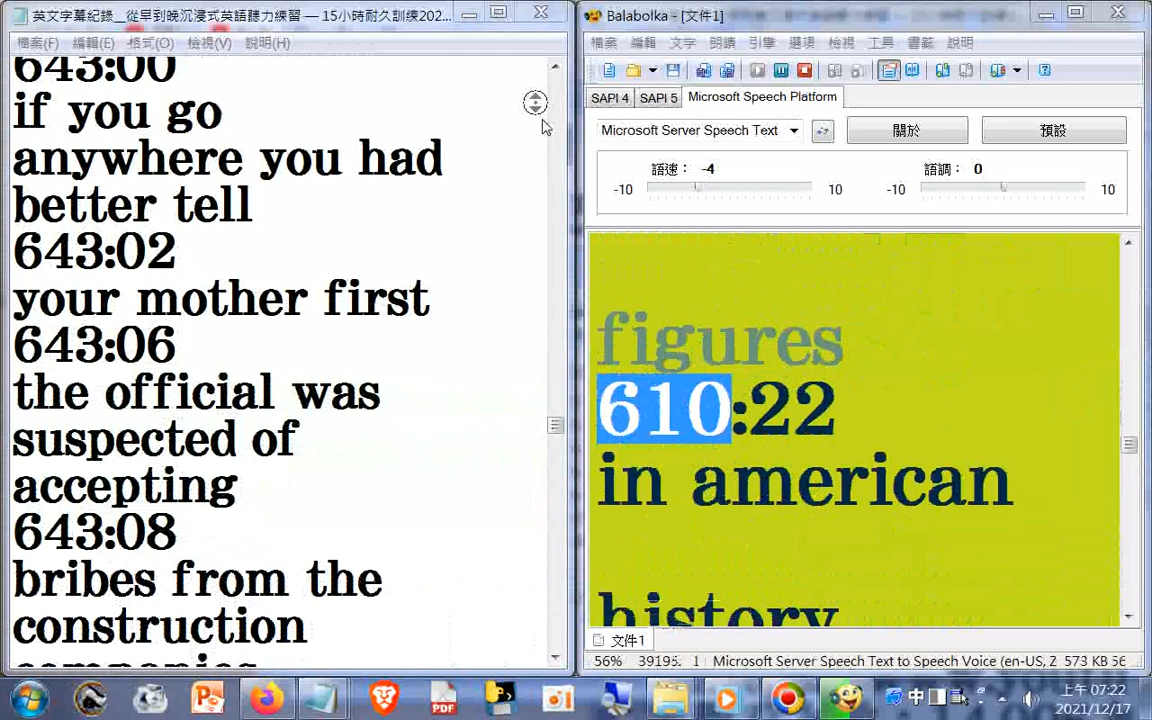 英文字幕紀錄__從早到晚沉浸式英語聽力練習 — 15小時耐久訓練202...
檔案(F) 編輯(E) 格式(O) 檢視(V) 說明(H)
643:00
if you go
anywhere you had
better tell
643:02
your mother first
643:06
the official was
suspected of
accepting
643:08
bribes from the
construction
companies
Balabolka - [文件1]
檔案 編輯 文字 朗讀 引擎 選項 檢視 工具 書籤 說明
SAPI 4 SAPI 5 Microsoft Speech Platform
Microsoft Server Speech Text 關於 預設
語速： -4 語調： 0
-10 10 -10 10
figures
610:22
in american
history
文件1
56% 39195. 1 Microsoft Server Speech Text to Speech Voice (en-US, Z 573 KB 56
PDF 中 上午 07:22
2021/12/17